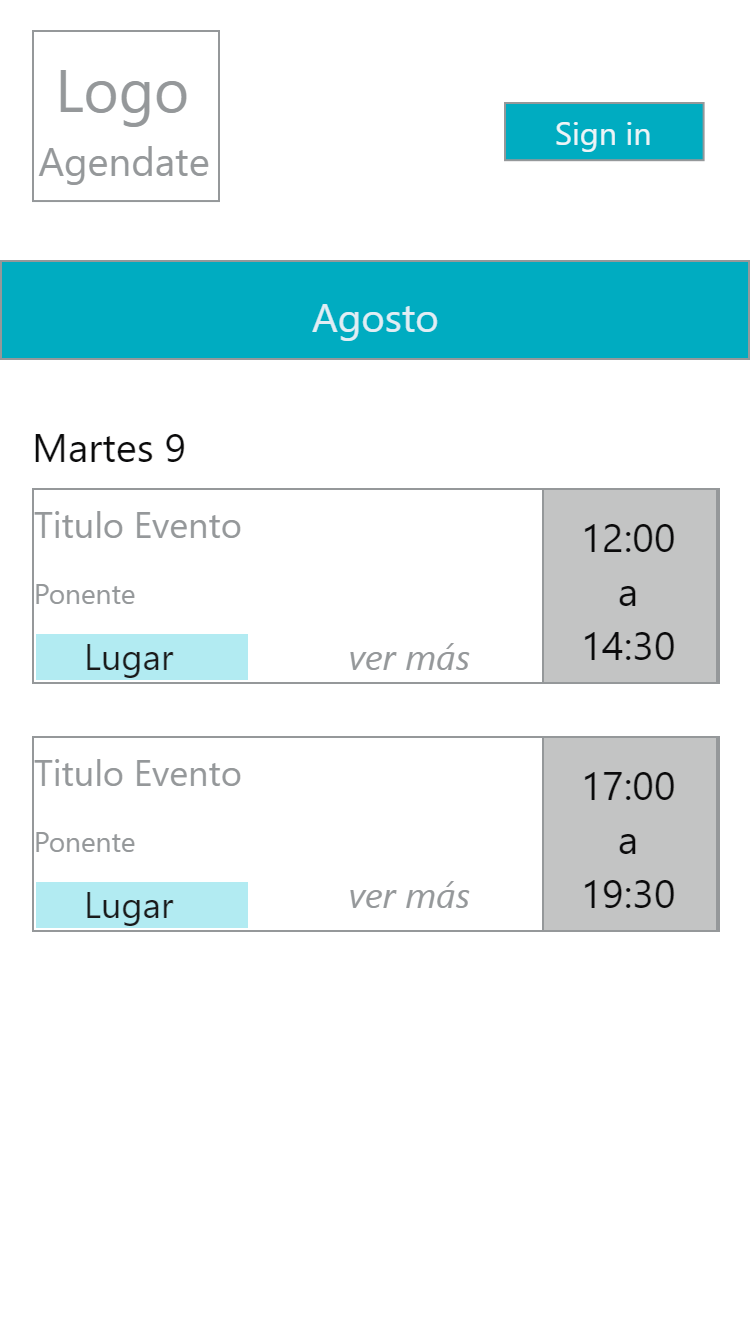 Logo
Agendate
Sign in
Agosto
Martes 9
Titulo Evento
Ponente
Lugar
ver más
12:00
a
14:30
Titulo Evento
Ponente
Lugar
ver más
17:00
a
19:30